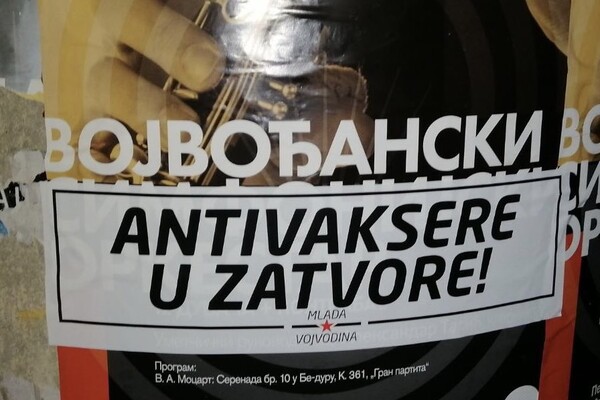 ВОЈВОЂАНСКИ
ANTIVAKSERE
U ZATVORE!
MLADA
VOJVODINA
Програм:
В. А. Моцарт: Серенада бр. 10 у Бе-дуру, К. 361, „Гран партита“